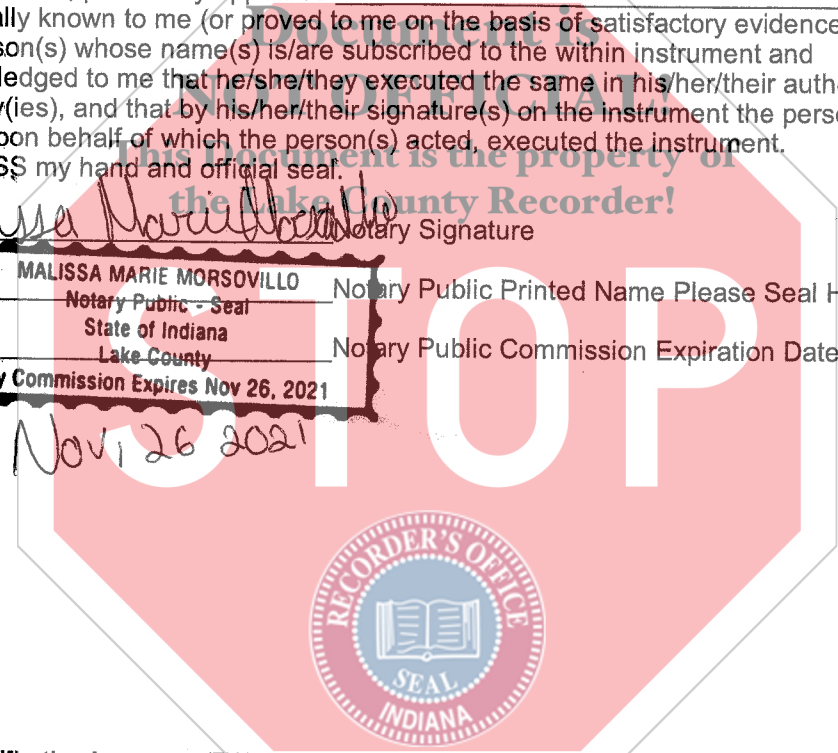 ally known to me (or proved to me on the basis of satisfactory evidence
Document is
son(s) whose name(s) is/are subscribed to the within instrument and
ledged to me that he/she/they executed the same in his/her/their auth
NOT OFFICIAL!
y(ies), and that by his/her/their signature(s) on the instrument the pers
pon behalf of which the person(s) acted, executed the instrument.
This Document is the property of
SS my hand and official seal.
the Lake County Recorder!
ssa Marie Morsovillo Notary Signature
MALISSA MARIE MORSOVILLO
Notary Public Printed Name Please Seal H
Notary Public - Seal
State of Indiana
Lake County
Notary Public Commission Expiration Date
y Commission Expires Nov 26, 2021
Nov, 26 2021
STOP
RECORDER'S OFFICE
SEAL
INDIANA